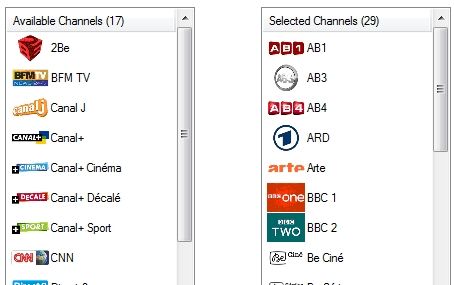 Available Channels (17)
2Be
BFM TV
Canal J
Canal+
Canal+ Cinéma
Canal+ Décalé
Canal+ Sport
CNN
Selected Channels (29)
AB1
AB3
AB4
ARD
Arte
BBC 1
BBC 2
Be Ciné